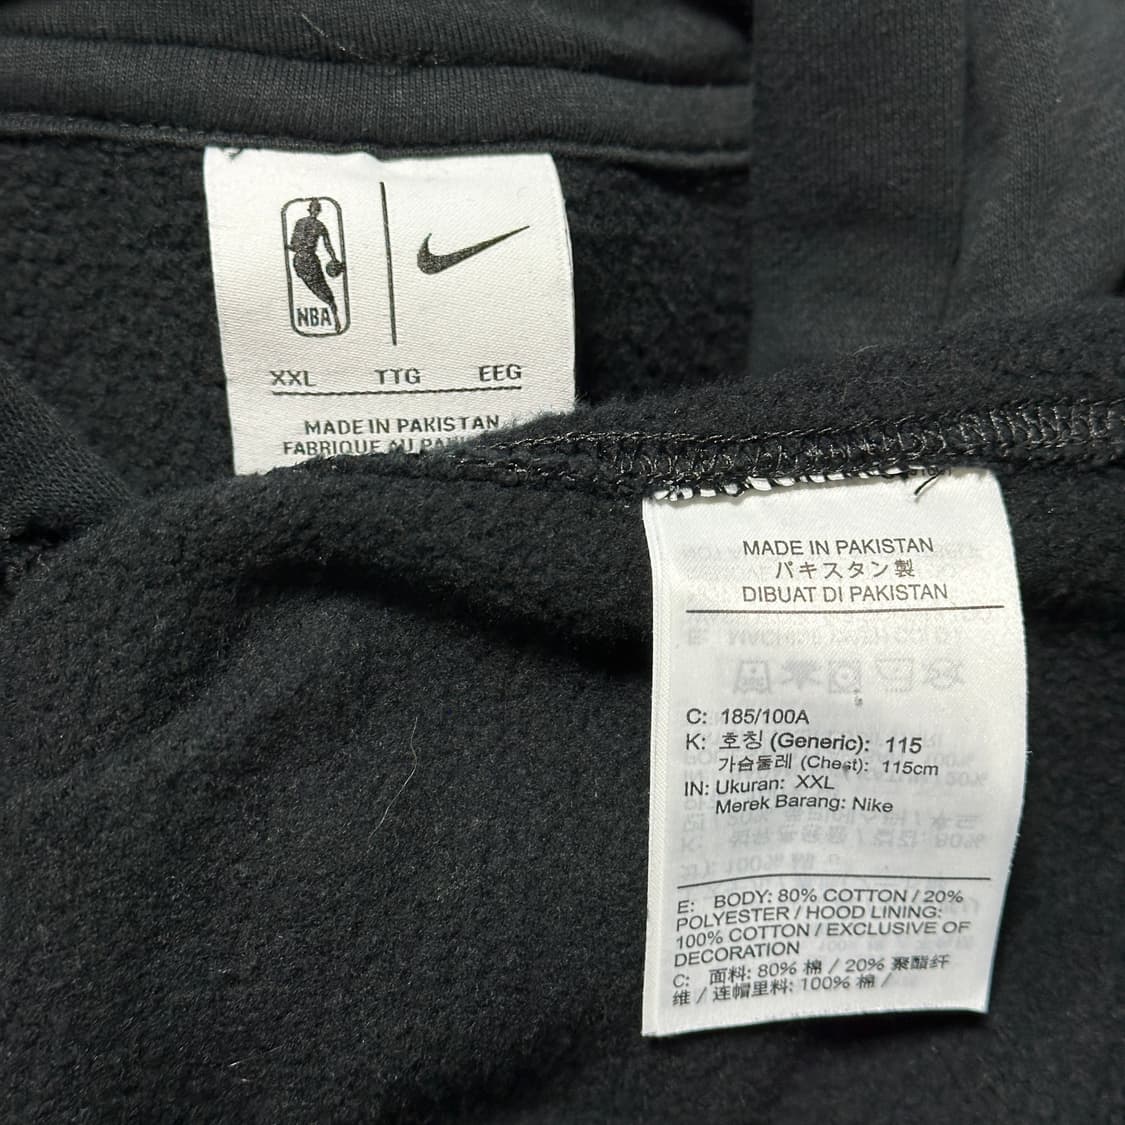 NBA
XXL TTG EEG
MADE IN PAKISTAN
FABRIQUE AU
MADE IN PAKISTAN
パキスタン製
DIBUAT DI PAKISTAN
C: 185/100A
K: 호칭 (Generic): 115
가슴둘레 (Chest): 115cm
IN: Ukuran: XXL
Merek Barang: Nike
E: BODY: 80% COTTON / 20%
POLYESTER / HOOD LINING:
100% COTTON / EXCLUSIVE OF
DECORATION
C: 面料: 80% 棉 / 20% 聚酯纤
维 / 连帽里料: 100% 棉 /